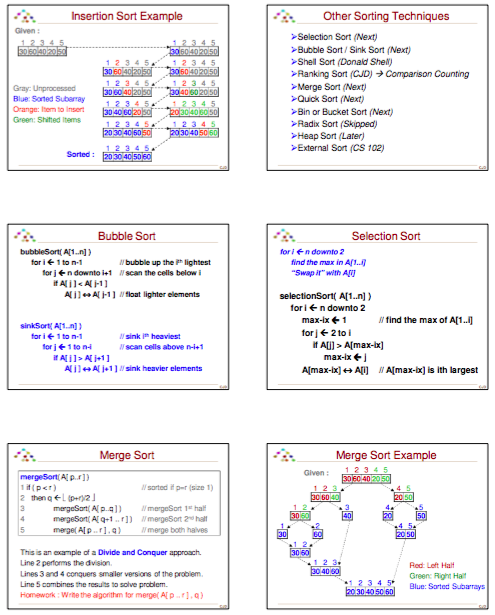 Insertion Sort Example
Given :
1 2 3 4 5
30 60 40 20 50
1 2 3 4 5
30 60 40 20 50
1 2 3 4 5
30 60 40 20 50
1 2 3 4 5
30 60 40 20 50
Gray: Unprocessed
Blue: Sorted Subarray
Orange: Item to Insert
Green: Shifted Items
1 2 3 4 5
30 60 40 20 50
1 2 3 4 5
30 40 60 20 50
1 2 3 4 5
30 40 60 20 50
1 2 3 4 5
20 30 40 60 50
1 2 3 4 5
20 30 40 60 50
1 2 3 4 5
20 30 40 50 60
Sorted :
1 2 3 4 5
20 30 40 50 60
CJD
Other Sorting Techniques
Selection Sort (Next)
Bubble Sort / Sink Sort (Next)
Shell Sort (Donald Shell)
Ranking Sort (CJD) → Comparison Counting
Merge Sort (Next)
Quick Sort (Next)
Bin or Bucket Sort (Next)
Radix Sort (Skipped)
Heap Sort (Later)
External Sort (CS 102)
CJD
Bubble Sort
bubbleSort( A[1..n] )
for i ← 1 to n-1 // bubble up the ith lightest
for j ← n downto i+1 // scan the cells below i
if A[ j ] < A[ j-1 ]
A[ j ] ↔ A[ j-1 ] // float lighter elements
sinkSort( A[1..n] )
for i ← 1 to n-1 // sink ith heaviest
for j ← 1 to n-i // scan cells above n-i+1
if A[ j ] > A[ j+1 ]
A[ j ] ↔ A[ j+1 ] // sink heavier elements
CJD
Selection Sort
for i ← n downto 2
find the max in A[1..i]
"Swap it" with A[i]
selectionSort( A[1..n] )
for i ← n downto 2
max-ix ← 1 // find the max of A[1..i]
for j ← 2 to i
if A[j] > A[max-ix]
max-ix ← j
A[max-ix] ↔ A[i] // A[max-ix] is ith largest
CJD
Merge Sort
mergeSort( A[ p..r ] )
1 if ( p < r ) // sorted if p=r (size 1)
2 then q ← ⌊ (p+r)/2 ⌋
3 mergeSort( A[ p..q ] ) // mergeSort 1st half
4 mergeSort( A[ q+1 .. r ] ) // mergeSort 2nd half
5 merge( A[ p .. r ] , q ) // merge both halves
This is an example of a Divide and Conquer approach.
Line 2 performs the division.
Lines 3 and 4 conquers smaller versions of the problem.
Line 5 combines the results to solve problem.
Homework : Write the algorithm for merge( A[ p .. r ] , q )
CJD
Merge Sort Example
Given :
1 2 3 4 5
30 60 40 20 50
1 2 3
30 60 40
4 5
20 50
1 2
30 60
3
40
4
20
5
50
1
30
2
60
4 5
20 50
1 2
30 60
1 2 3
30 40 60
1 2 3 4 5
20 30 40 50 60
Red: Left Half
Green: Right Half
Blue: Sorted Subarrays
CJD